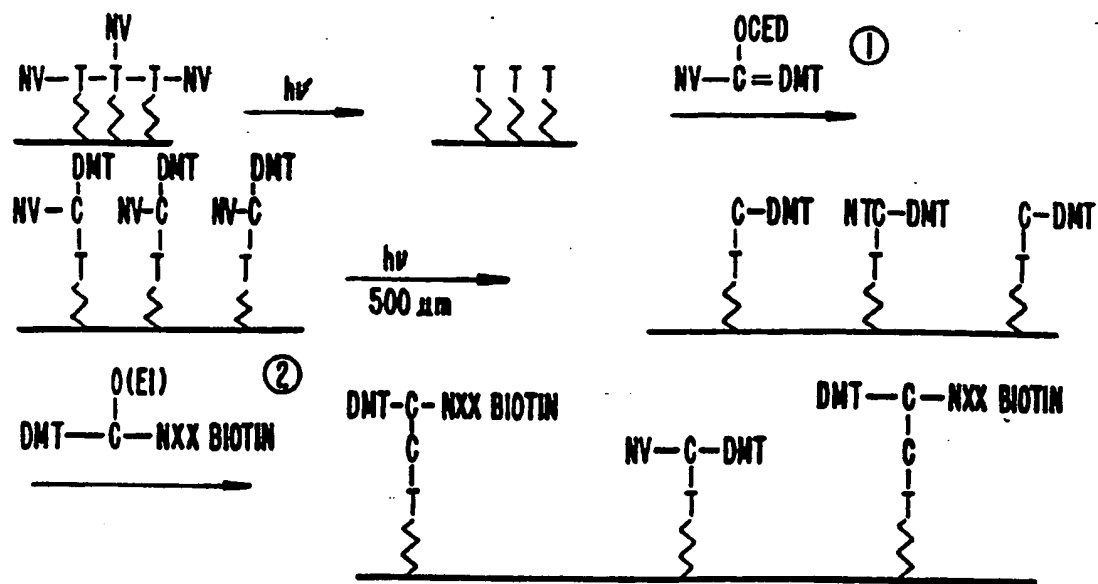 NV
NV—T—T—T—NV
hν
T T T
OCED
NV—C=DMT
①
DMT DMT DMT
NV—C NV-C NV-C
T T T
hν
500 μm
C—DMT NTC—DMT C—DMT
T T T
②
O(EI)
DMT—C—NXX BIOTIN
DMT-C-NXX BIOTIN
C
T
NV—C—DMT
T
DMT—C—NXX BIOTIN
C
T